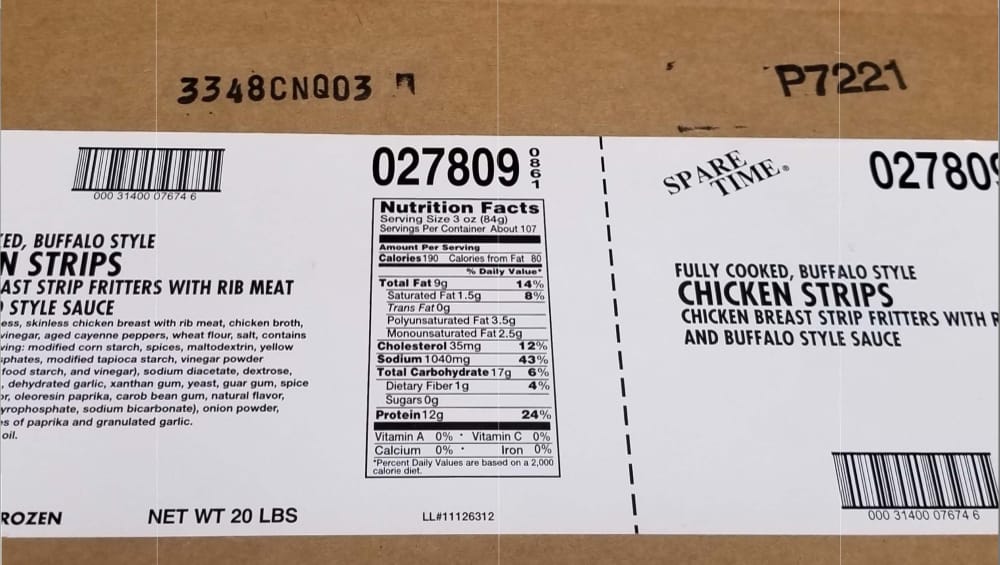 3348CNQ03
P7221
000 31400 07674 6
ED, BUFFALO STYLE
N STRIPS
AST STRIP FRITTERS WITH RIB MEAT
STYLE SAUCE
ess, skinless chicken breast with rib meat, chicken broth,
vinegar, aged cayenne peppers, wheat flour, salt, contains
ving: modified corn starch, spices, maltodextrin, yellow
sphates, modified tapioca starch, vinegar powder
food starch, and vinegar), sodium diacetate, dextrose,
, dehydrated garlic, xanthan gum, yeast, guar gum, spice
or, oleoresin paprika, carob bean gum, natural flavor,
yrophosphate, sodium bicarbonate), onion powder,
es of paprika and granulated garlic.
oil.
ROZEN
NET WT 20 LBS
027809 0861
Nutrition Facts
Serving Size 3 oz (84g)
Servings Per Container About 107
Amount Per Serving
Calories 190 Calories from Fat 80
% Daily Value*
Total Fat 9g 14%
Saturated Fat 1.5g 8%
Trans Fat 0g
Polyunsaturated Fat 3.5g
Monounsaturated Fat 2.5g
Cholesterol 35mg 12%
Sodium 1040mg 43%
Total Carbohydrate 17g 6%
Dietary Fiber 1g 4%
Sugars 0g
Protein 12g 24%
Vitamin A 0% • Vitamin C 0%
Calcium 0% • Iron 0%
*Percent Daily Values are based on a 2,000
calorie diet.
LL#11126312
SPARE
TIME®
027809
FULLY COOKED, BUFFALO STYLE
CHICKEN STRIPS
CHICKEN BREAST STRIP FRITTERS WITH R
AND BUFFALO STYLE SAUCE
000 31400 07674 6